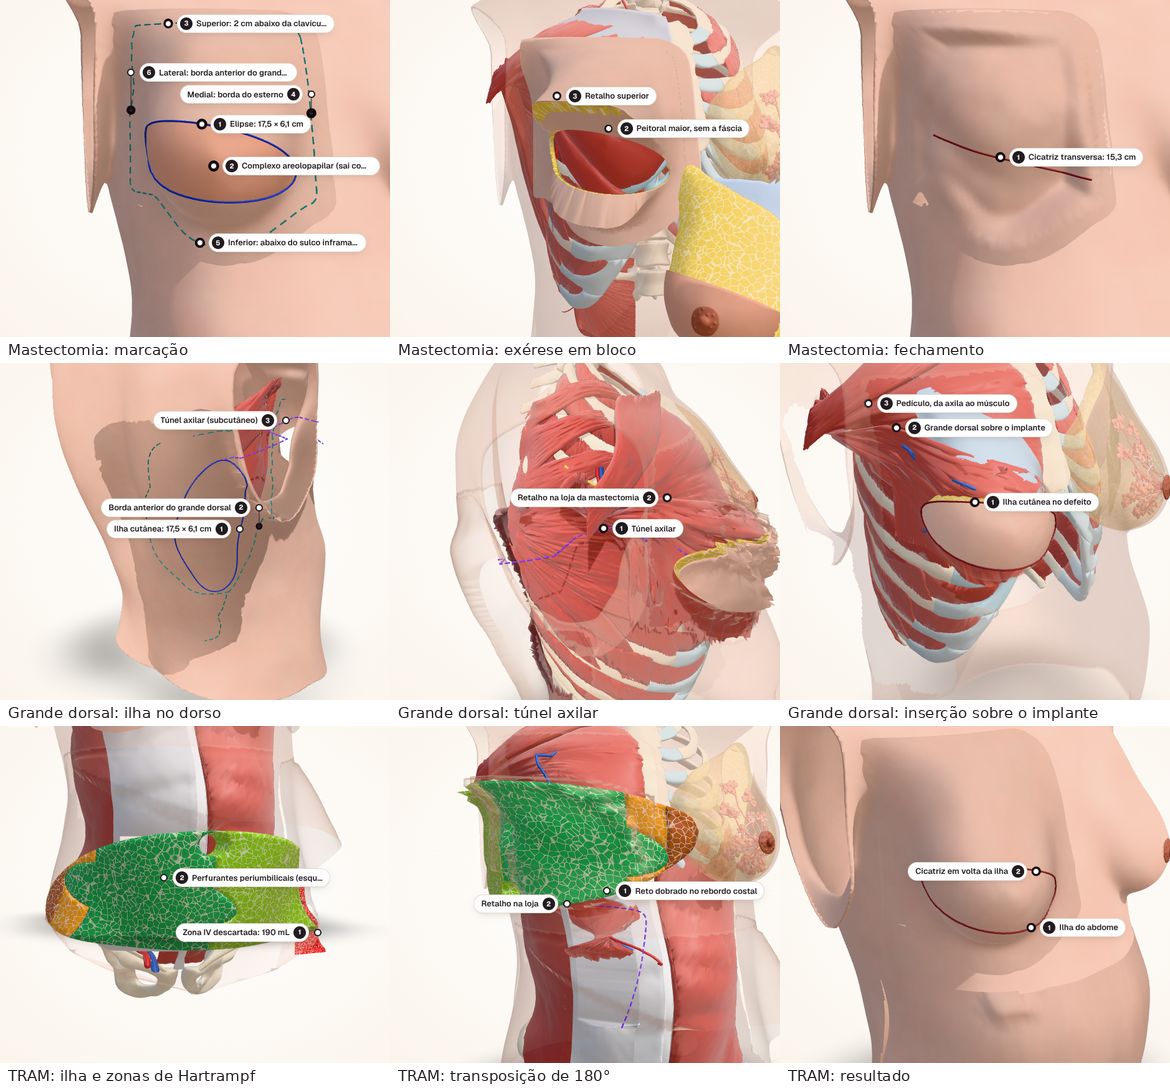 3 Superior: 2 cm abaixo da clavícu...
6 Lateral: borda anterior do grand...
Medial: borda do esterno 4
1 Elipse: 17,5 × 6,1 cm
2 Complexo areolopapilar (sai co...
5 Inferior: abaixo do sulco inframa...
Mastectomia: marcação
3 Retalho superior
2 Peitoral maior, sem a fáscia
Mastectomia: exérese em bloco
1 Cicatriz transversa: 15,3 cm
Mastectomia: fechamento
Túnel axilar (subcutâneo) 3
Borda anterior do grande dorsal 2
Ilha cutânea: 17,5 × 6,1 cm 1
Grande dorsal: ilha no dorso
Retalho na loja da mastectomia 2
1 Túnel axilar
Grande dorsal: túnel axilar
3 Pedículo, da axila ao músculo
2 Grande dorsal sobre o implante
1 Ilha cutânea no defeito
Grande dorsal: inserção sobre o implante
2 Perfurantes periumbilicais (esqu...
Zona IV descartada: 190 mL 1
TRAM: ilha e zonas de Hartrampf
1 Reto dobrado no rebordo costal
Retalho na loja 2
TRAM: transposição de 180°
Cicatriz em volta da ilha 2
1 Ilha do abdome
TRAM: resultado